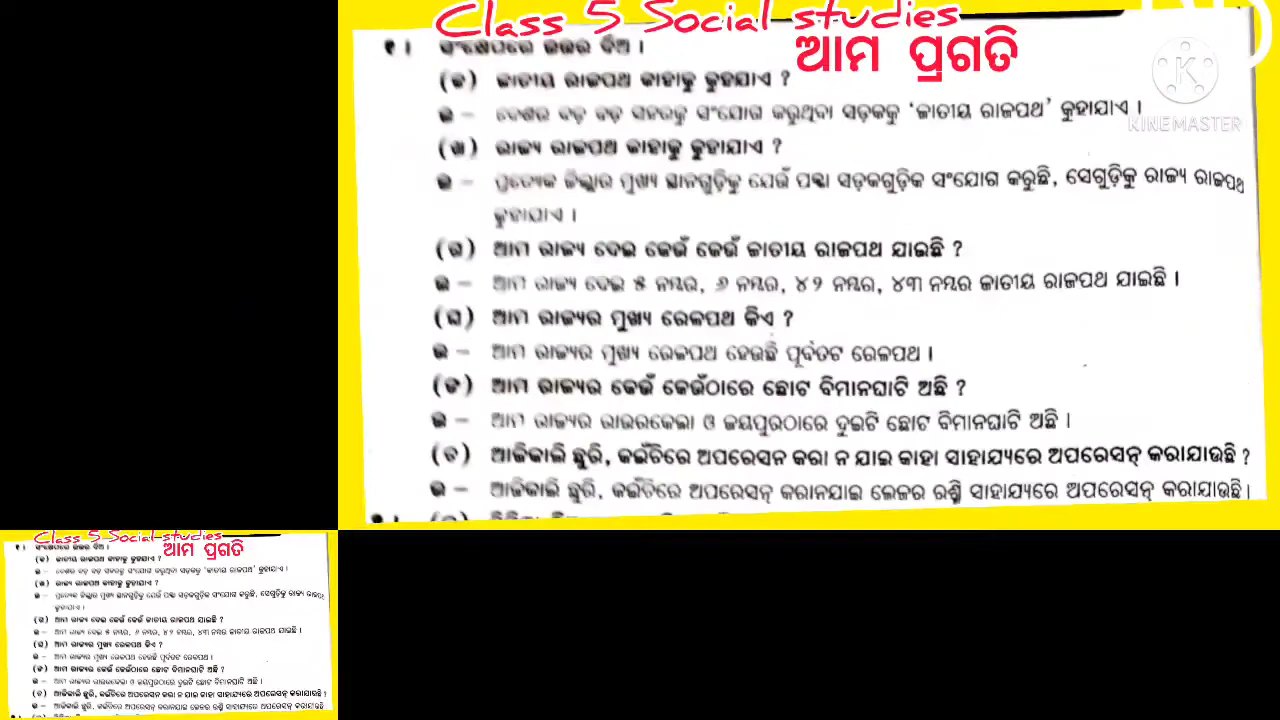 Class 5 Social studies
ଆମ ପ୍ରଗତି
KINEMASTER
୧। ସଂକ୍ଷେପରେ ଉତ୍ତର ଦିଅ ।
(କ) ଜାତୀୟ ରାଜପଥ କାହାକୁ କୁହାଯାଏ ?
ଉ – ଦେଶର ବଡ଼ ବଡ଼ ସହରକୁ ସଂଯୋଗ କରୁଥିବା ସଡ଼କକୁ ‘ଜାତୀୟ ରାଜପଥ’ କୁହାଯାଏ ।
(ଖ) ରାଜ୍ୟ ରାଜପଥ କାହାକୁ କୁହାଯାଏ ?
ଉ – ପ୍ରତ୍ୟେକ ଜିଲ୍ଲାର ମୁଖ୍ୟ ସ୍ଥାନଗୁଡ଼ିକୁ ଯେଉଁ ପକ୍କା ସଡ଼କଗୁଡ଼ିକ ସଂଯୋଗ କରୁଛି, ସେଗୁଡ଼ିକୁ ରାଜ୍ୟ ରାଜପଥ
କୁହାଯାଏ ।
(ଗ) ଆମ ରାଜ୍ୟ ଦେଇ କେଉଁ କେଉଁ ଜାତୀୟ ରାଜପଥ ଯାଇଛି ?
ଉ – ଆମ ରାଜ୍ୟ ଦେଇ ୫ ନମ୍ବର, ୬ ନମ୍ବର, ୪୨ ନମ୍ବର, ୪୩ ନମ୍ବର ଜାତୀୟ ରାଜପଥ ଯାଇଛି ।
(ଘ) ଆମ ରାଜ୍ୟର ମୁଖ୍ୟ ରେଳପଥ କିଏ ?
ଉ – ଆମ ରାଜ୍ୟର ମୁଖ୍ୟ ରେଳପଥ ହେଉଛି ପୂର୍ବତଟ ରେଳପଥ ।
(ଙ) ଆମ ରାଜ୍ୟର କେଉଁ କେଉଁଠାରେ ଛୋଟ ବିମାନଘାଟି ଅଛି ?
ଉ – ଆମ ରାଜ୍ୟର ରାଉରକେଲା ଓ ଜୟପୁରଠାରେ ଦୁଇଟି ଛୋଟ ବିମାନଘାଟି ଅଛି ।
(ଚ) ଆଜିକାଲି ଛୁରି, କଇଁଚିରେ ଅପରେସନ କରା ନ ଯାଇ କାହା ସାହାଯ୍ୟରେ ଅପରେସନ୍ କରାଯାଉଛି ?
ଉ – ଆଜିକାଲି ଛୁରି, କଇଁଚିରେ ଅପରେସନ୍ କରାନଯାଇ ଲେଜର ରଶ୍ମି ସାହାଯ୍ୟରେ ଅପରେସନ୍ କରାଯାଉଛି ।